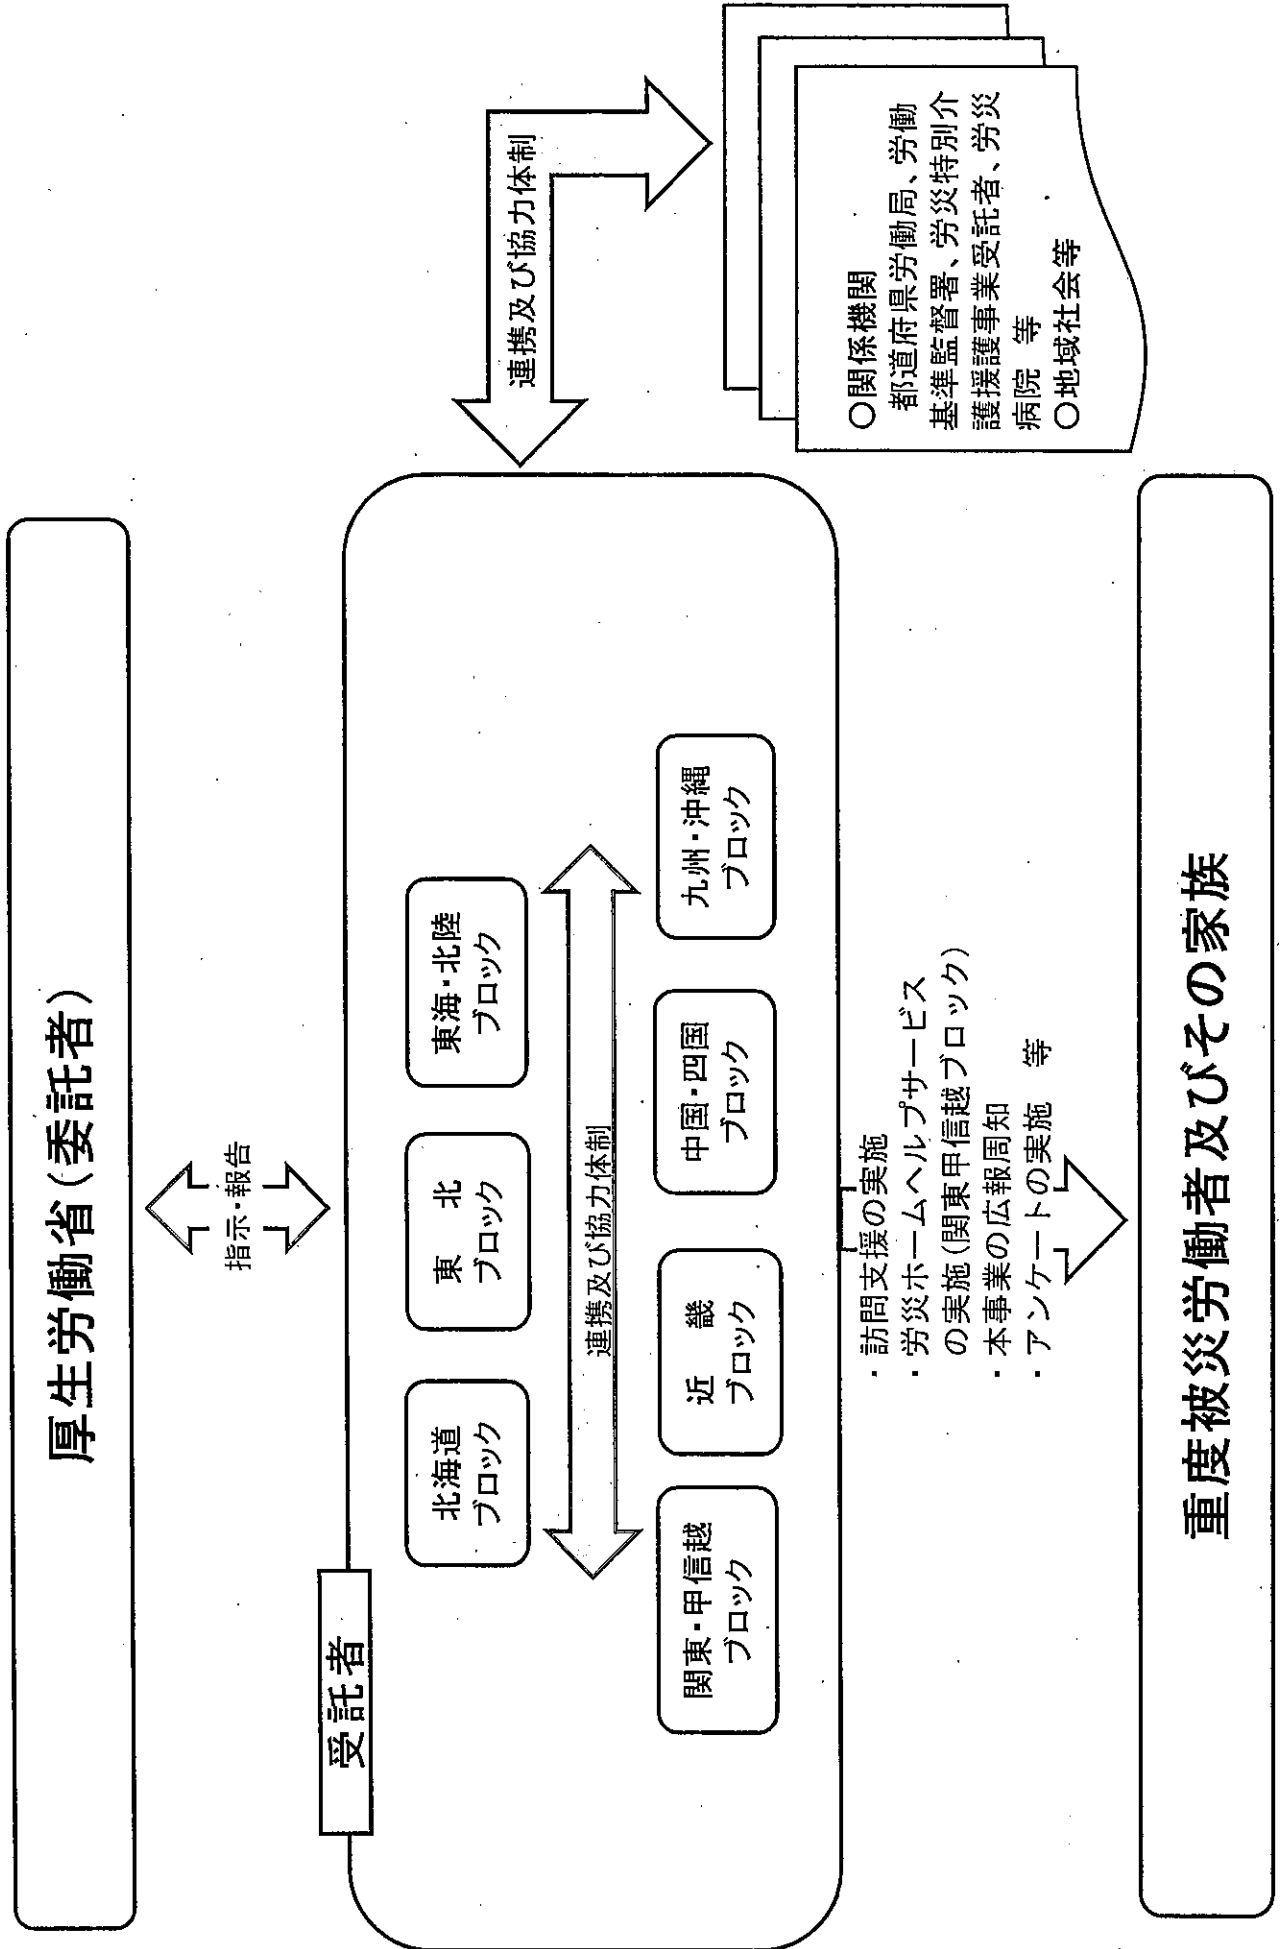 厚生労働省(委託者)
指示・報告
受託者
北海道
ブロック
東 北
ブロック
東海・北陸
ブロック
連携及び協力体制
関東・甲信越
ブロック
近 畿
ブロック
中国・四国
ブロック
九州・沖縄
ブロック
連携及び協力体制
○関係機関
都道府県労働局、労働
基準監督署、労災特別介
護援護事業受託者、労災
病院 等
○地域社会等
・ 訪問支援の実施
・ 労災ホームヘルプサービス
の実施(関東甲信越ブロック)
・ 本事業の広報周知
・ アンケートの実施 等
重度被災労働者及びその家族